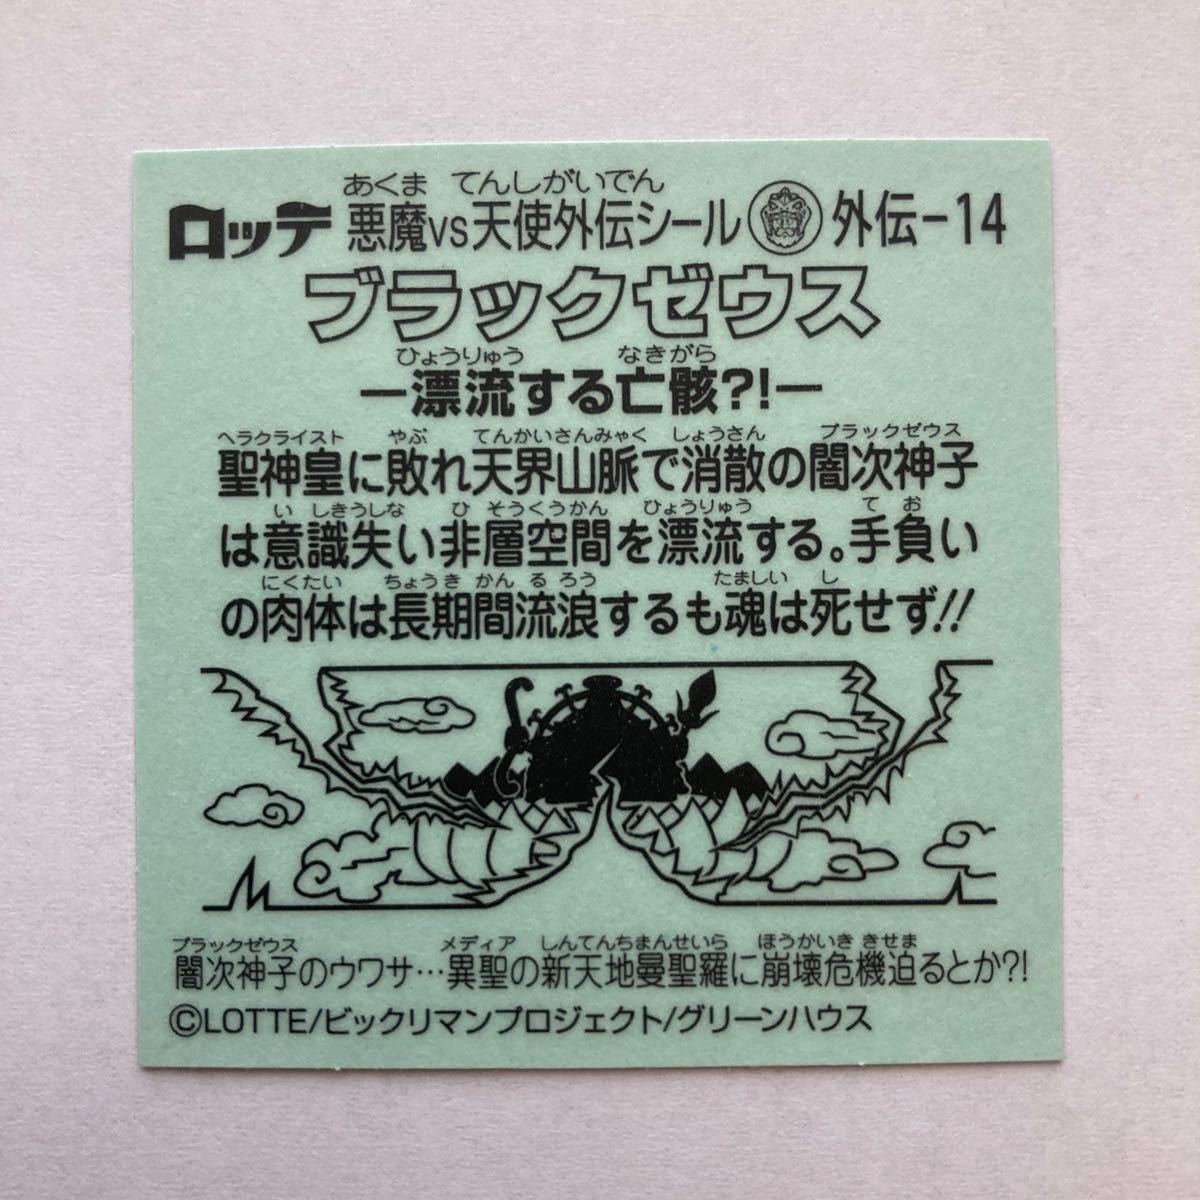 あくま てんしがいでん
ロッテ 悪魔VS天使外伝シール 外伝-14
ブラックゼウス
ひょうりゅう なきがら
―漂流する亡骸?!―
ヘラクライスト やぶ てんかいさんみゃく しょうさん ブラックゼウス
聖神皇に敗れ天界山脈で消散の闇次神子
い しきうしな ひ そうくうかん ひょうりゅう て お
は意識失い非層空間を漂流する。手負い
にくたい ちょうき かん る ろう たましい し
の肉体は長期間流浪するも魂は死せず!!
ブラックゼウス メディア しんてんちまんせいら ほうかいき きせま
闇次神子のウワサ…異聖の新天地曼聖羅に崩壊危機迫るとか?!
©LOTTE/ビックリマンプロジェクト/グリーンハウス